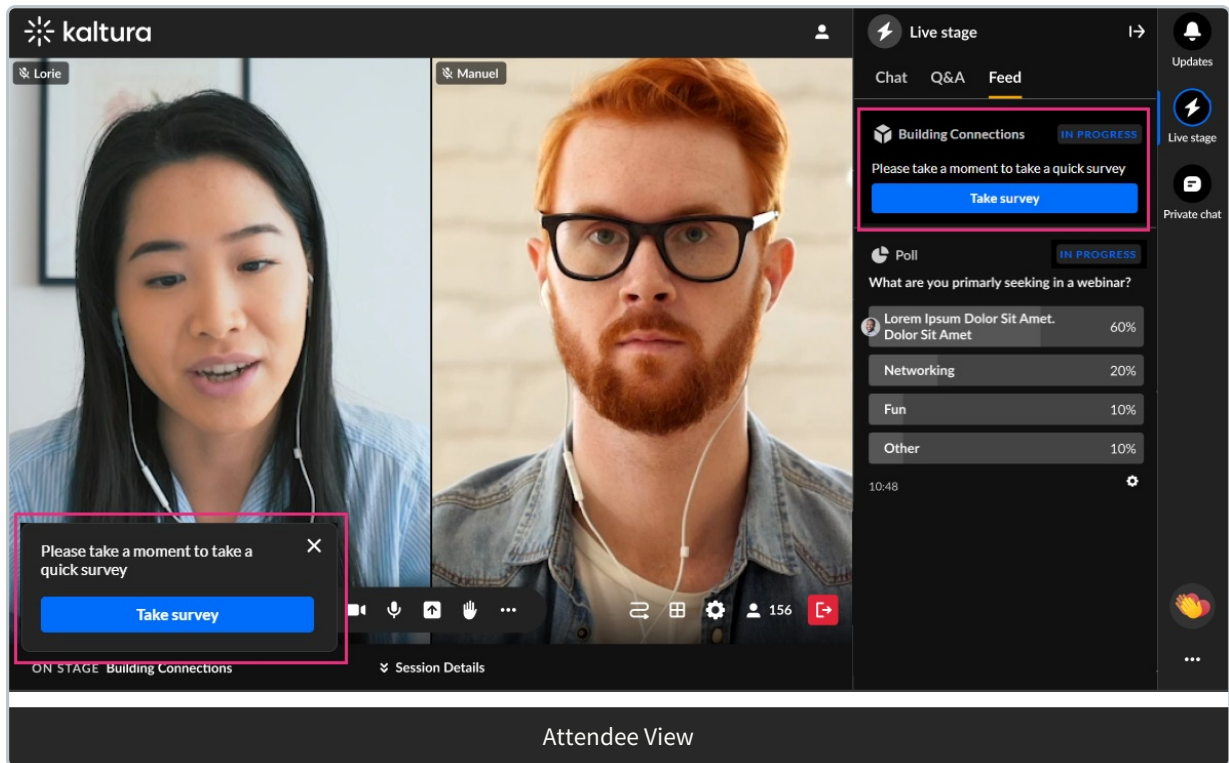 kaltura
Lorie
Manuel
Please take a moment to take a
quick survey
Take survey
156
ON STAGE Building Connections
Session Details
Live stage
Chat Q&A Feed
Building Connections IN PROGRESS
Please take a moment to take a quick survey
Take survey
Poll IN PROGRESS
What are you primarly seeking in a webinar?
Lorem Ipsum Dolor Sit Amet.
Dolor Sit Amet 60%
Networking 20%
Fun 10%
Other 10%
10:48
Updates
Live stage
Private chat
Attendee View